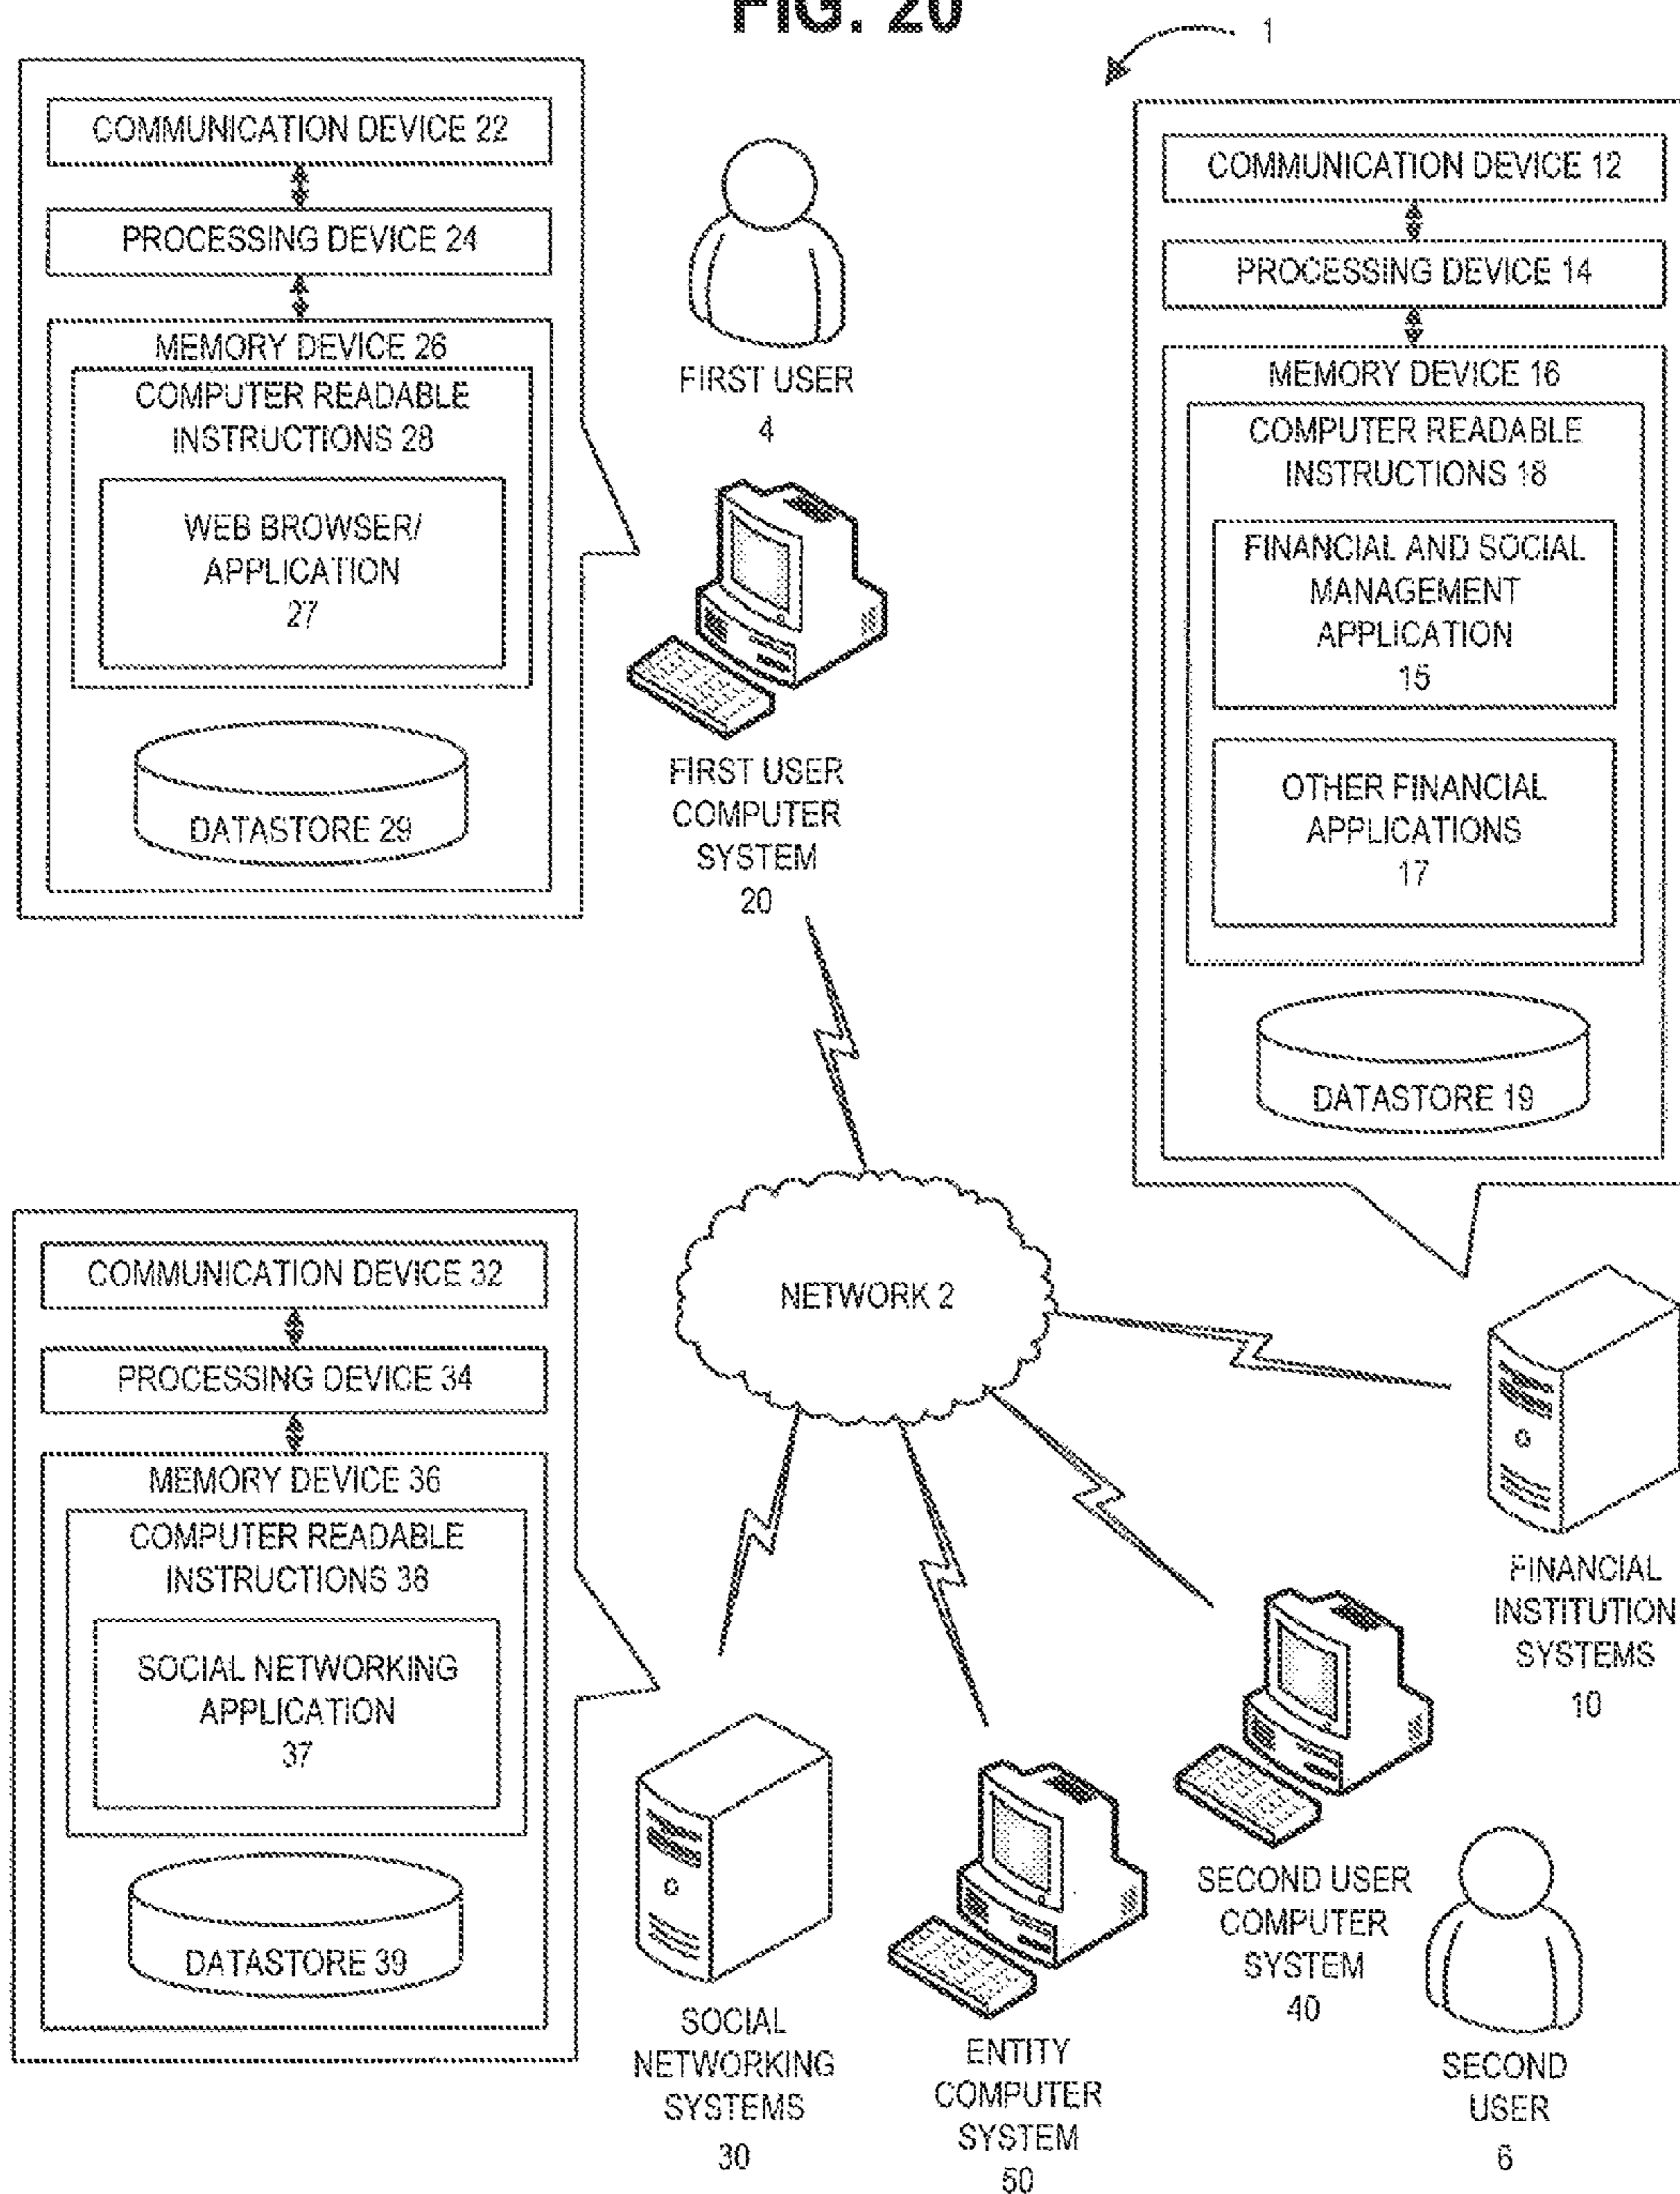 FIG. 20
1
COMMUNICATION DEVICE 22
PROCESSING DEVICE 24
MEMORY DEVICE 26
COMPUTER READABLE
INSTRUCTIONS 28
WEB BROWSER/
APPLICATION
27
DATASTORE 29
FIRST USER
4
FIRST USER
COMPUTER
SYSTEM
20
COMMUNICATION DEVICE 12
PROCESSING DEVICE 14
MEMORY DEVICE 16
COMPUTER READABLE
INSTRUCTIONS 18
FINANCIAL AND SOCIAL
MANAGEMENT
APPLICATION
15
OTHER FINANCIAL
APPLICATIONS
17
DATASTORE 19
NETWORK 2
COMMUNICATION DEVICE 32
PROCESSING DEVICE 34
MEMORY DEVICE 36
COMPUTER READABLE
INSTRUCTIONS 38
SOCIAL NETWORKING
APPLICATION
37
DATASTORE 39
SOCIAL
NETWORKING
SYSTEMS
30
ENTITY
COMPUTER
SYSTEM
50
SECOND USER
COMPUTER
SYSTEM
40
SECOND
USER
6
FINANCIAL
INSTITUTION
SYSTEMS
10